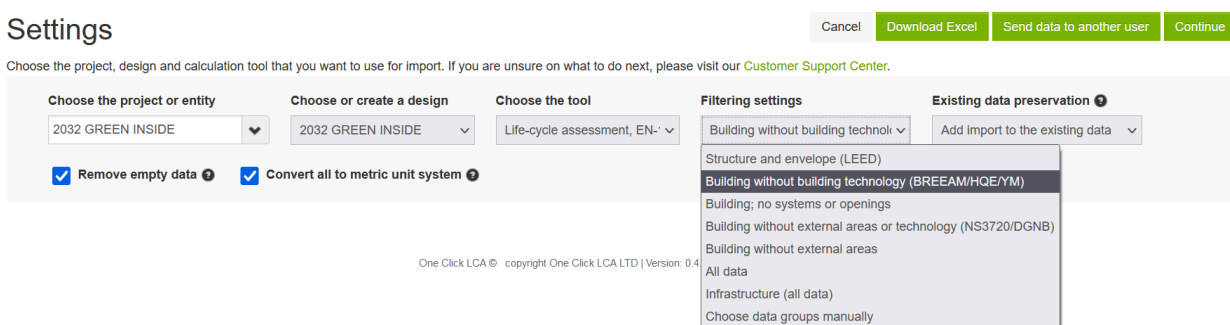 Settings
Cancel
Download Excel
Send data to another user
Continue
Choose the project, design and calculation tool that you want to use for import. If you are unsure on what to do next, please visit our Customer Support Center.
Choose the project or entity
Choose or create a design
Choose the tool
Filtering settings
Existing data preservation ?
2032 GREEN INSIDE
2032 GREEN INSIDE
Life-cycle assessment, EN-
Building without building technol
Add import to the existing data
Remove empty data ?
Convert all to metric unit system ?
Structure and envelope (LEED)
Building without building technology (BREEAM/HQE/YM)
Building; no systems or openings
Building without external areas or technology (NS3720/DGNB)
Building without external areas
All data
Infrastructure (all data)
Choose data groups manually
One Click LCA © copyright One Click LCA LTD | Version: 0.4